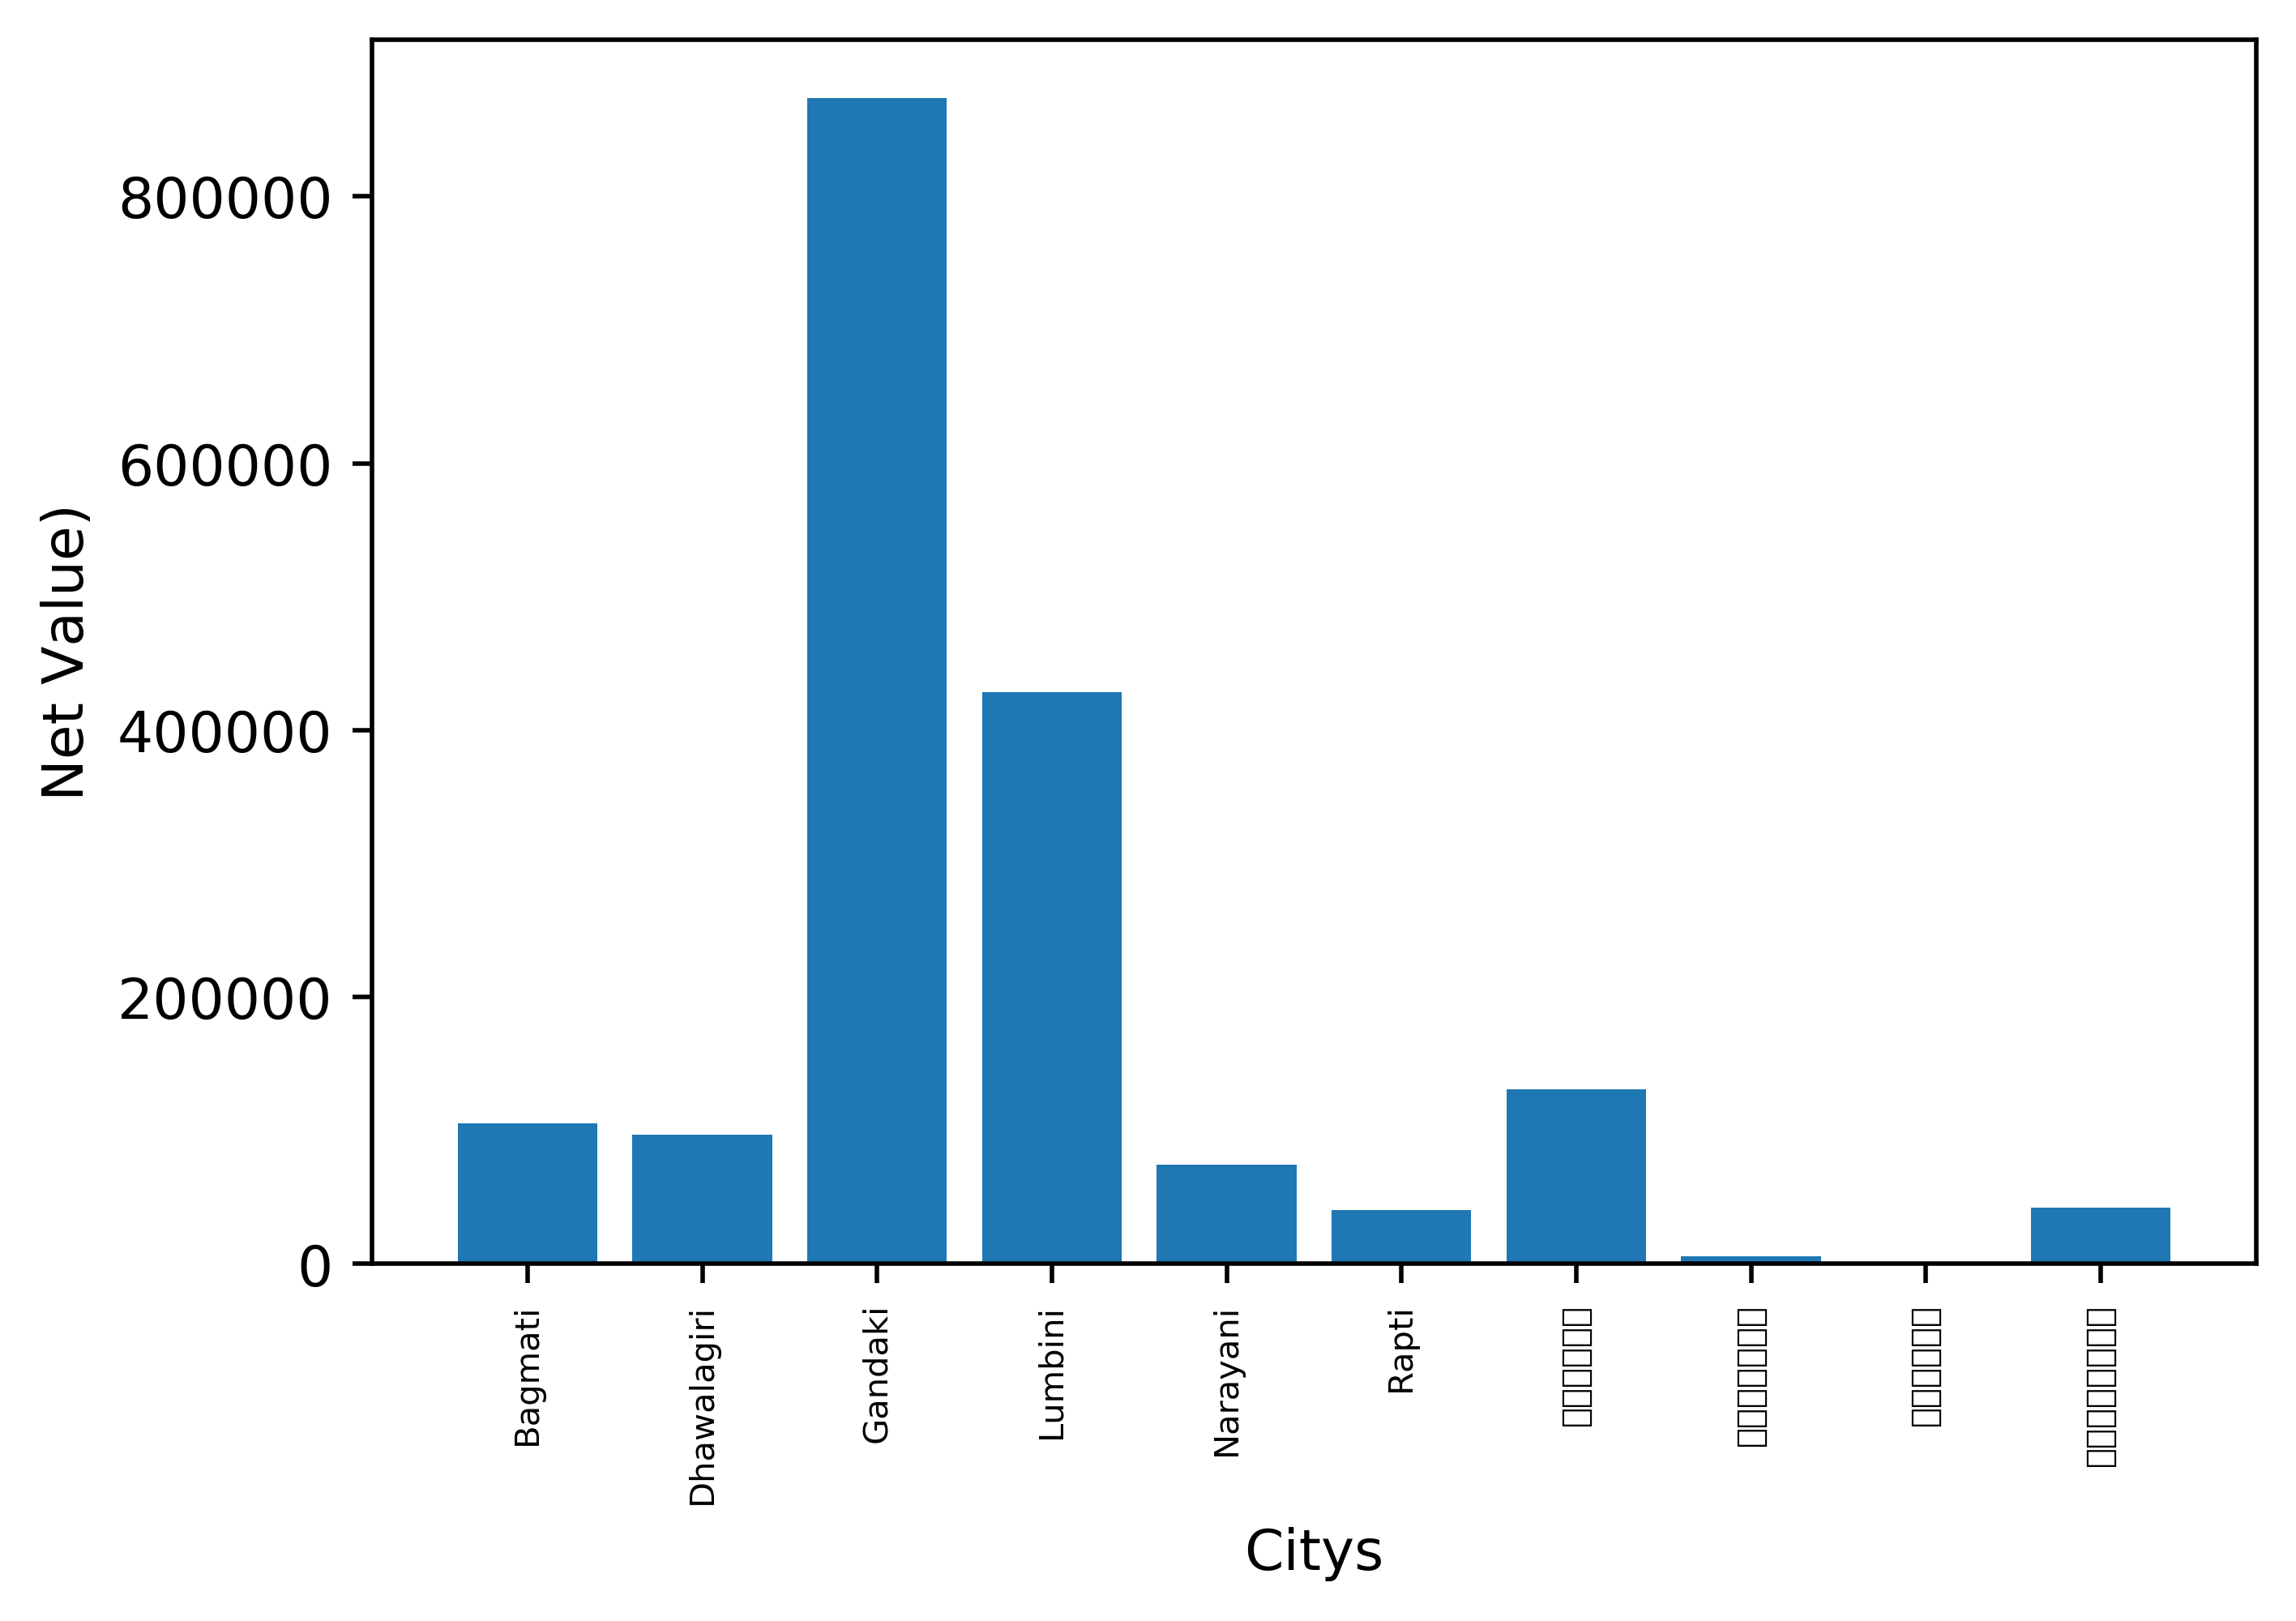 800000
600000
400000
200000
0
Net Value)
Bagmati
Dhawalagiri
Gandaki
Lumbini
Narayani
Rapti
Citys